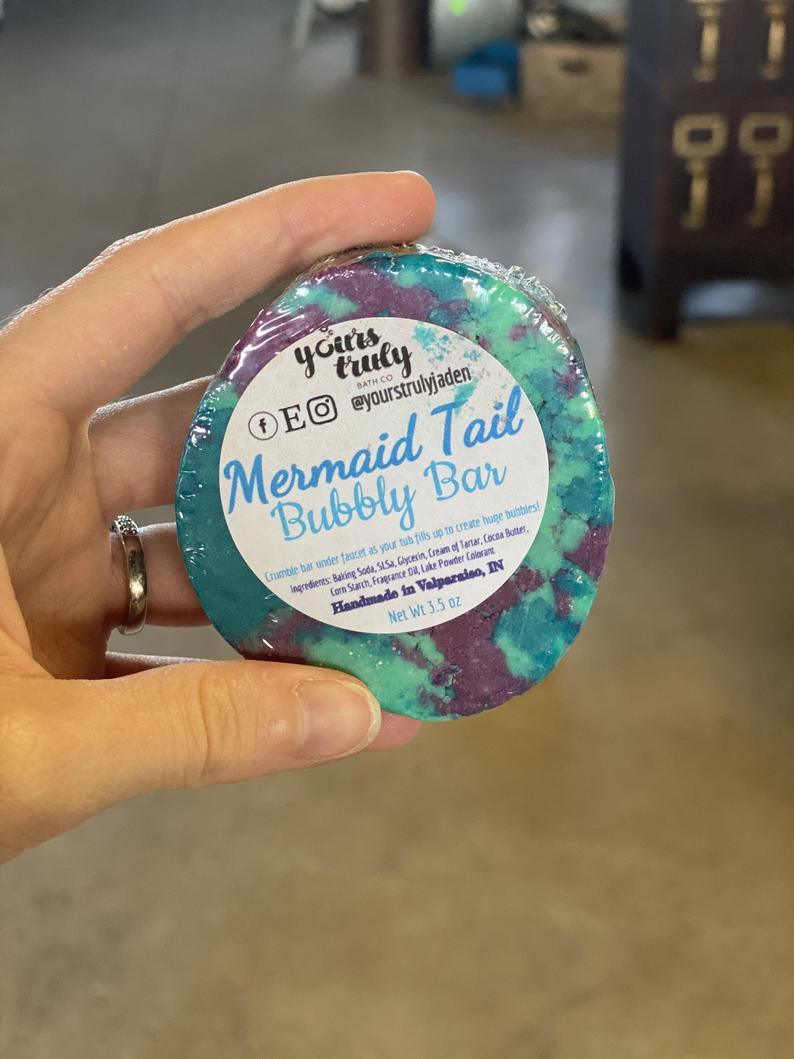 yours
truly
BATH CO
f E @yourstrulyjaden
Mermaid Tail
Bubbly Bar
Crumble bar under faucet as your tub fills up to create huge bubbles!
Ingredients: Baking Soda, SLSa, Glycerin, Cream of Tartar, Cocoa Butter,
Corn Starch, Fragrance Oil, Lake Powder Colorant
Handmade in Valparaiso, IN
Net Wt 3.5 oz